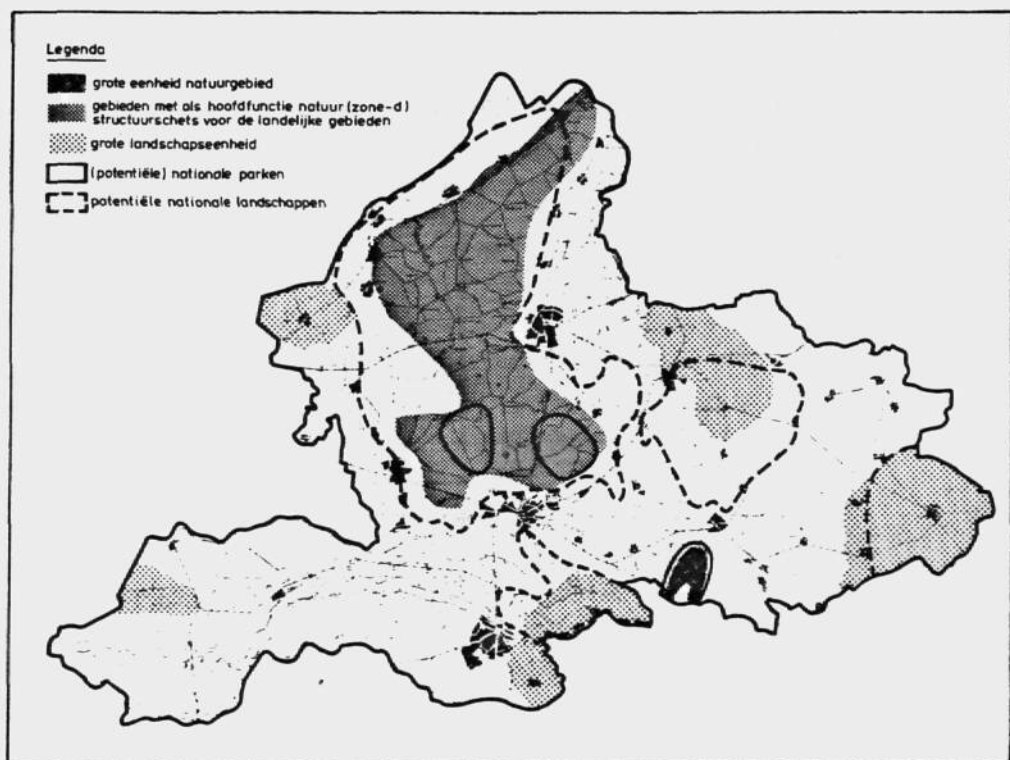 Legenda
grote eenheid natuurgebied
gebieden met als hoofdfunctie natuur (zone-d)
structuurschets voor de landelijke gebieden
grote landschapseenheid
(potentiële) nationale parken
potentiële nationale landschappen